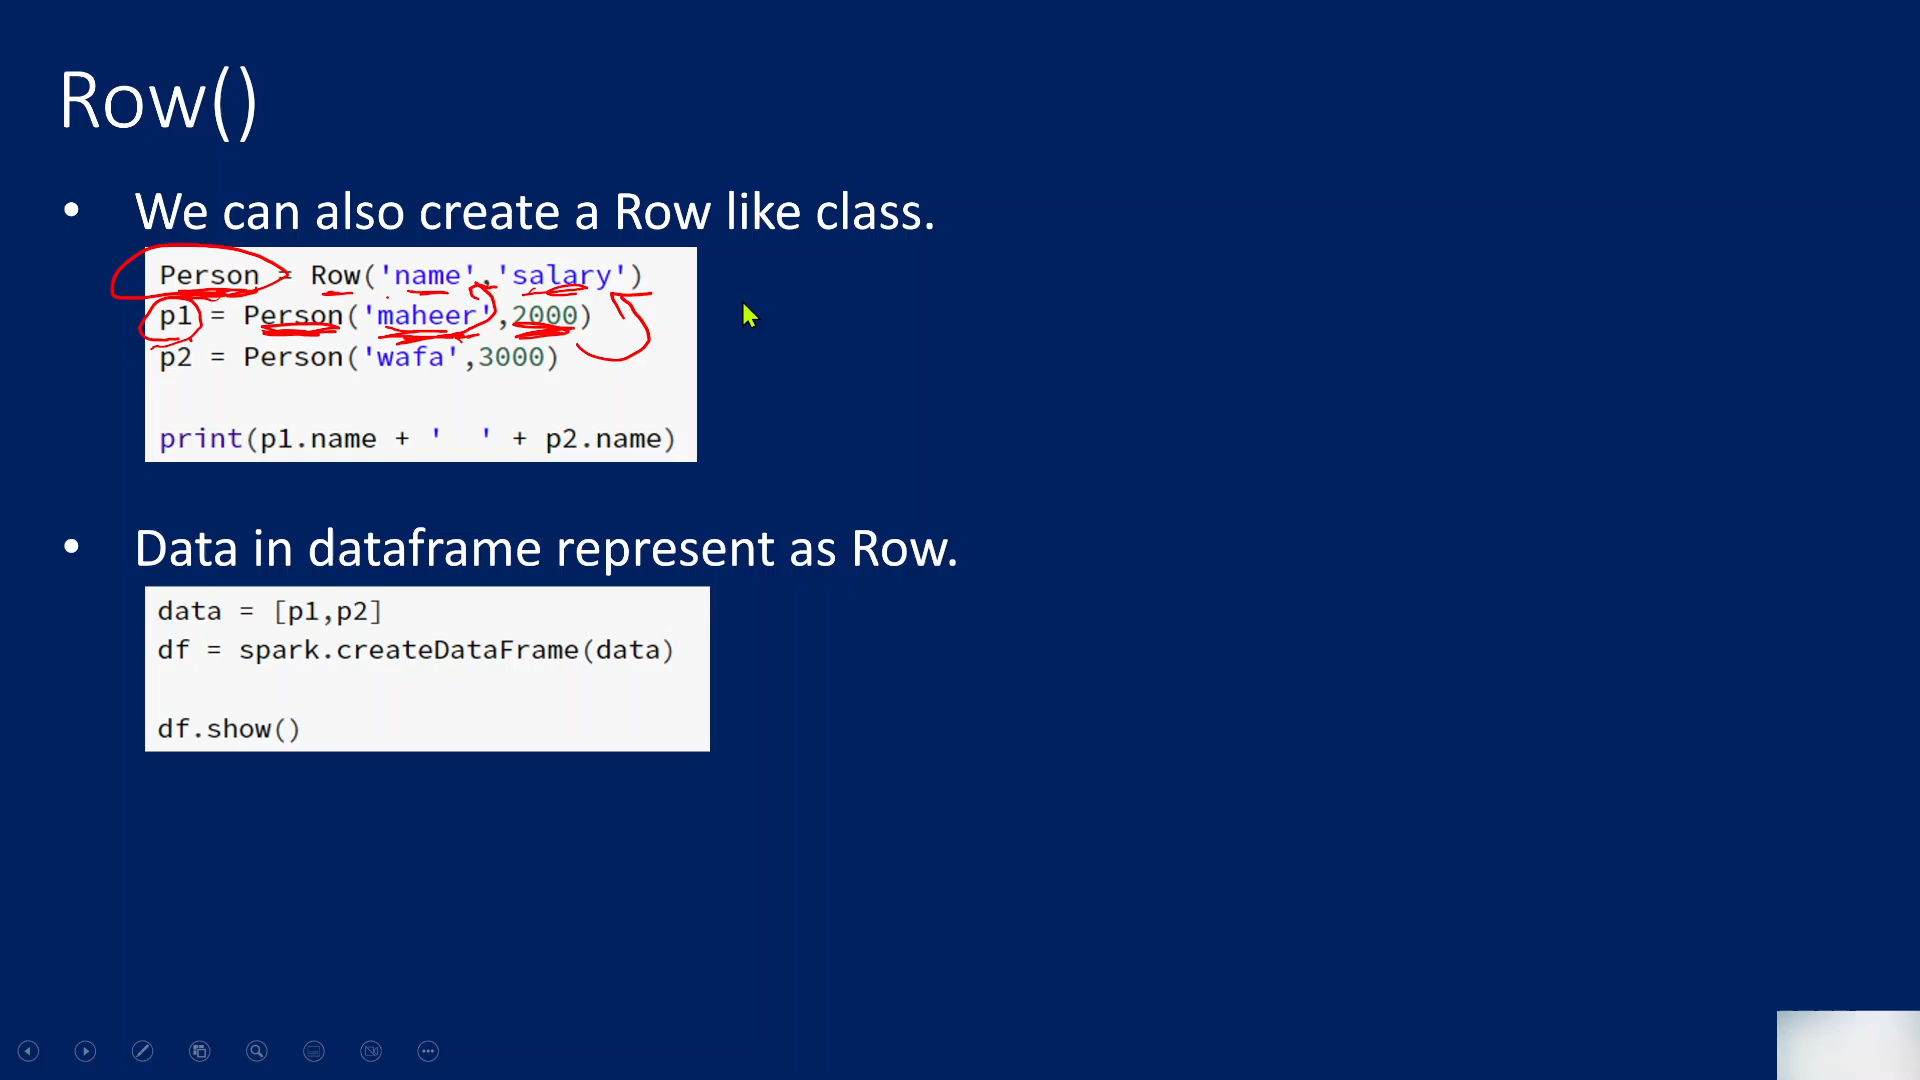 Row()
• We can also create a Row like class.
Person = Row('name','salary')
p1 = Person('maheer',2000)
p2 = Person('wafa',3000)
print(p1.name + '  ' + p2.name)
• Data in dataframe represent as Row.
data = [p1,p2]
df = spark.createDataFrame(data)
df.show()